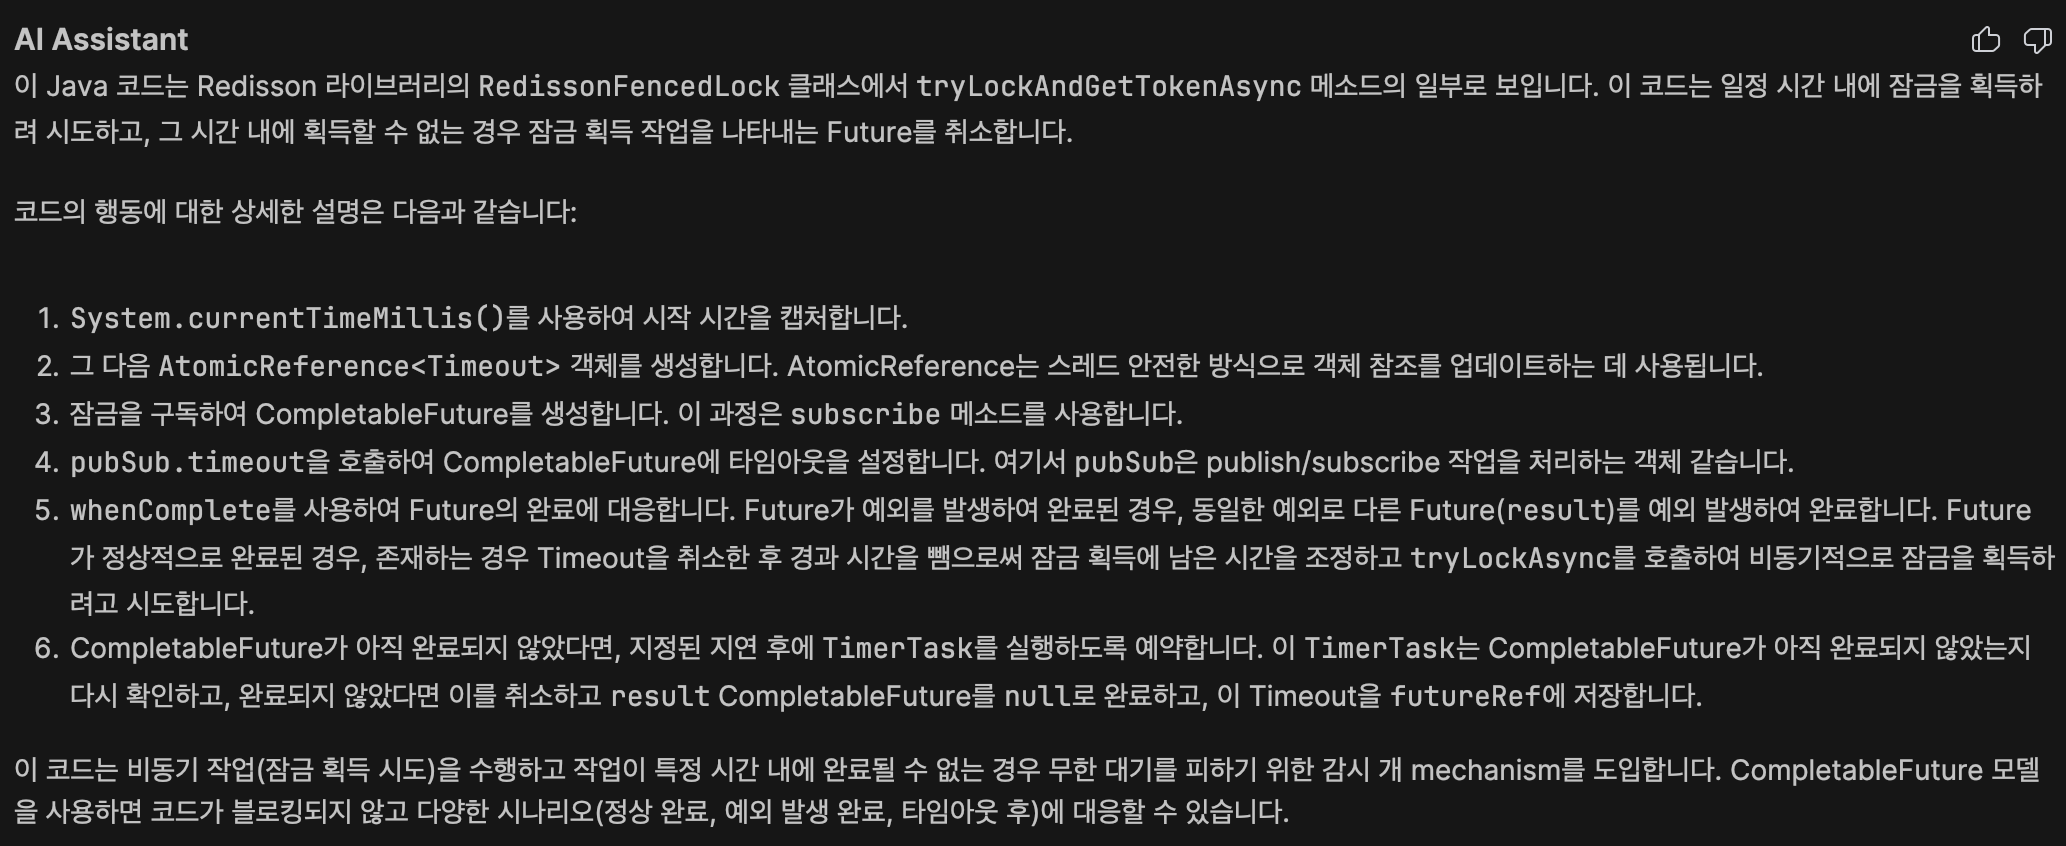 AI Assistant
이 Java 코드는 Redisson 라이브러리의 RedissonFencedLock 클래스에서 tryLockAndGetTokenAsync 메소드의 일부로 보입니다. 이 코드는 일정 시간 내에 잠금을 획득하
려 시도하고, 그 시간 내에 획득할 수 없는 경우 잠금 획득 작업을 나타내는 Future를 취소합니다.
코드의 행동에 대한 상세한 설명은 다음과 같습니다:
1. System.currentTimeMillis()를 사용하여 시작 시간을 캡처합니다.
2. 그 다음 AtomicReference<Timeout> 객체를 생성합니다. AtomicReference는 스레드 안전한 방식으로 객체 참조를 업데이트하는 데 사용됩니다.
3. 잠금을 구독하여 CompletableFuture를 생성합니다. 이 과정은 subscribe 메소드를 사용합니다.
4. pubSub.timeout을 호출하여 CompletableFuture에 타임아웃을 설정합니다. 여기서 pubSub은 publish/subscribe 작업을 처리하는 객체 같습니다.
5. whenComplete를 사용하여 Future의 완료에 대응합니다. Future가 예외를 발생하여 완료된 경우, 동일한 예외로 다른 Future(result)를 예외 발생하여 완료합니다. Future
가 정상적으로 완료된 경우, 존재하는 경우 Timeout을 취소한 후 경과 시간을 뺌으로써 잠금 획득에 남은 시간을 조정하고 tryLockAsync를 호출하여 비동기적으로 잠금을 획득하
려고 시도합니다.
6. CompletableFuture가 아직 완료되지 않았다면, 지정된 지연 후에 TimerTask를 실행하도록 예약합니다. 이 TimerTask는 CompletableFuture가 아직 완료되지 않았는지
다시 확인하고, 완료되지 않았다면 이를 취소하고 result CompletableFuture를 null로 완료하고, 이 Timeout을 futureRef에 저장합니다.
이 코드는 비동기 작업(잠금 획득 시도)을 수행하고 작업이 특정 시간 내에 완료될 수 없는 경우 무한 대기를 피하기 위한 감시 개 mechanism를 도입합니다. CompletableFuture 모델
을 사용하면 코드가 블로킹되지 않고 다양한 시나리오(정상 완료, 예외 발생 완료, 타임아웃 후)에 대응할 수 있습니다.